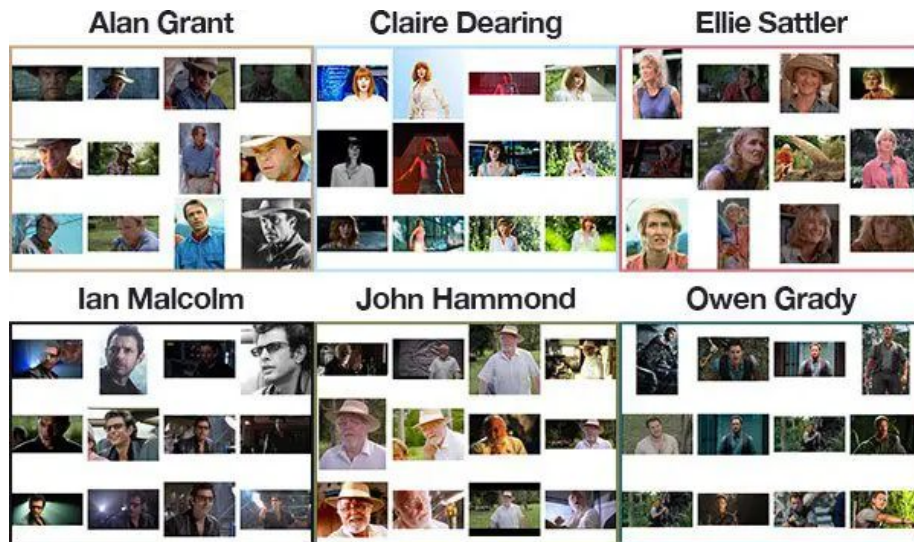 Alan Grant
Claire Dearing
Ellie Sattler
Ian Malcolm
John Hammond
Owen Grady